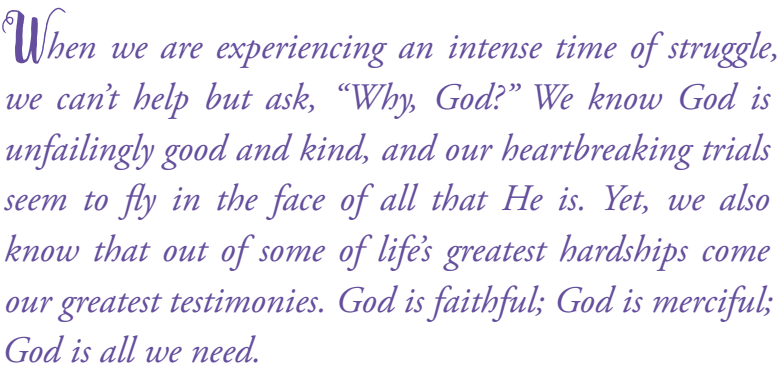 When we are experiencing an intense time of struggle,
we can’t help but ask, “Why, God?” We know God is
unfailingly good and kind, and our heartbreaking trials
seem to fly in the face of all that He is. Yet, we also
know that out of some of life’s greatest hardships come
our greatest testimonies. God is faithful; God is merciful;
God is all we need.